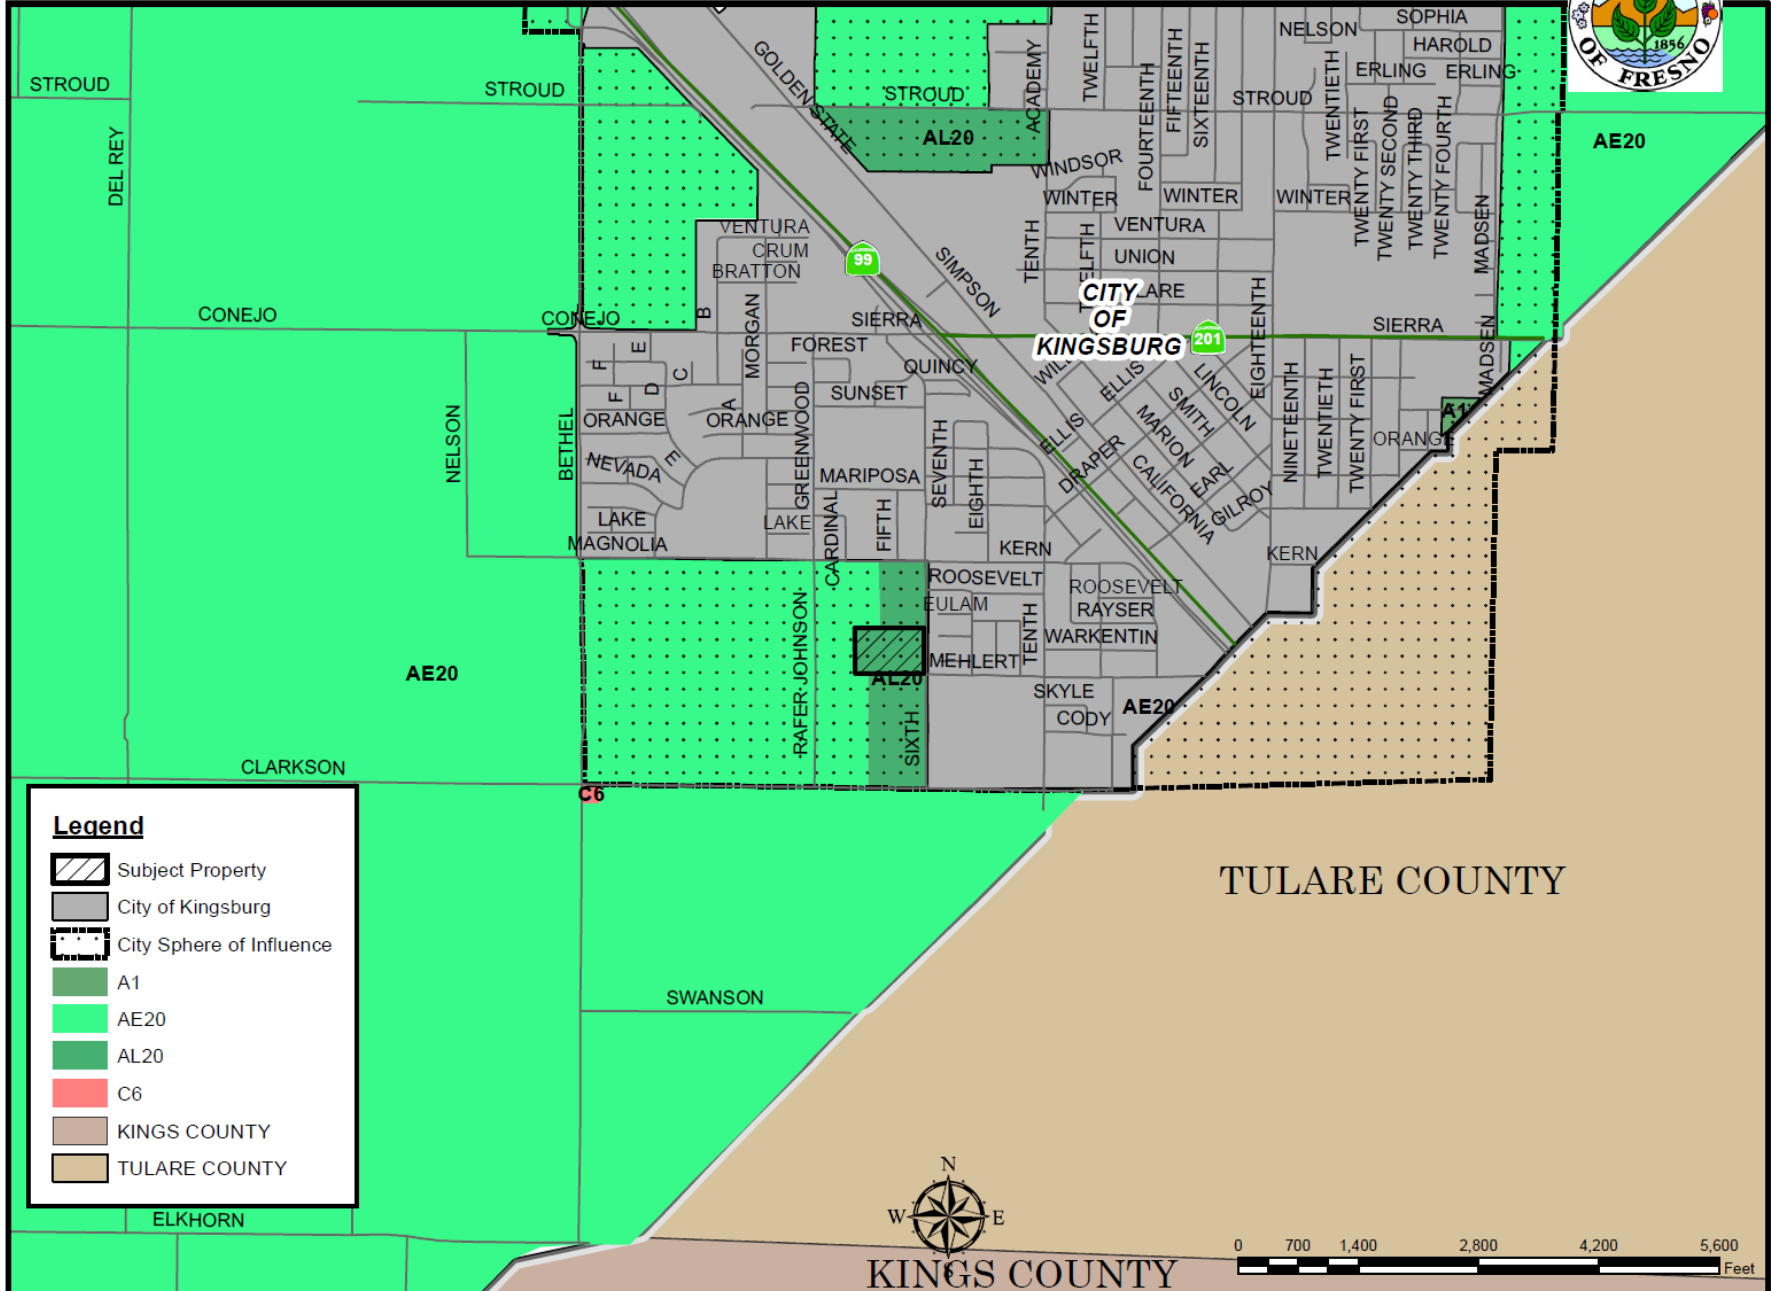 SOPHIA
NELSON
HAROLD
ERLING
ERLING
1856
OF FRESNO
STROUD
STROUD
STROUD
STROUD
GOLDEN STATE
ACADEMY
TWELFTH
FOURTEENTH
FIFTEENTH
SIXTEENTH
TWENTIETH
TWENTY FIRST
TWENTY SECOND
TWENTY THIRD
TWENTY FOURTH
MADSEN
AL20
AE20
DEL REY
WINDSOR
WINTER
WINTER
WINTER
VENTURA
VENTURA
CRUM
BRATTON
99
SIMPSON
TENTH
UNION
LARE
ELFTH
CITY
OF
KINGSBURG
201
EIGHTEENTH
CONEJO
CONEJO
B
MORGAN
SIERRA
SIERRA
MADSEN
FOREST
QUINCY
SUNSET
E
F
D
C
F
A
ORANGE
ORANGE
GREENWOOD
NELSON
BETHEL
NEVADA
E
MARIPOSA
SEVENTH
EIGHTH
WIL
ELLIS
ELLIS
DRAPER
LINCOLN
SMITH
MARION
EARL
CALIFORNIA
GILROY
NINETEENTH
TWENTIETH
TWENTY FIRST
ORANGE
A1
LAKE
LAKE
MAGNOLIA
CARDINAL
FIFTH
KERN
KERN
ROOSEVELT
ROOSEVELT
EULAM
RAYSER
WARKENTIN
TENTH
MEHLERT
RAFER JOHNSON
AL20
AE20
SKYLE
CODY
AE20
SIXTH
CLARKSON
C6
Legend
Subject Property
City of Kingsburg
City Sphere of Influence
A1
AE20
AL20
C6
KINGS COUNTY
TULARE COUNTY
TULARE COUNTY
SWANSON
ELKHORN
N
W
E
S
KINGS COUNTY
0 700 1,400 2,800 4,200 5,600
Feet